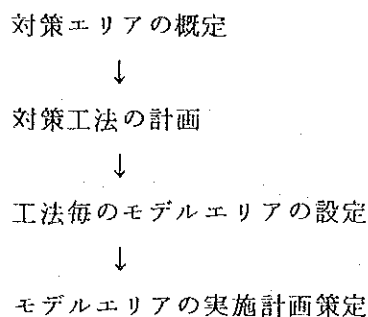 対策エリアの概定
↓
対策工法の計画
↓
工法毎のモデルエリアの設定
↓
モデルエリアの実施計画策定